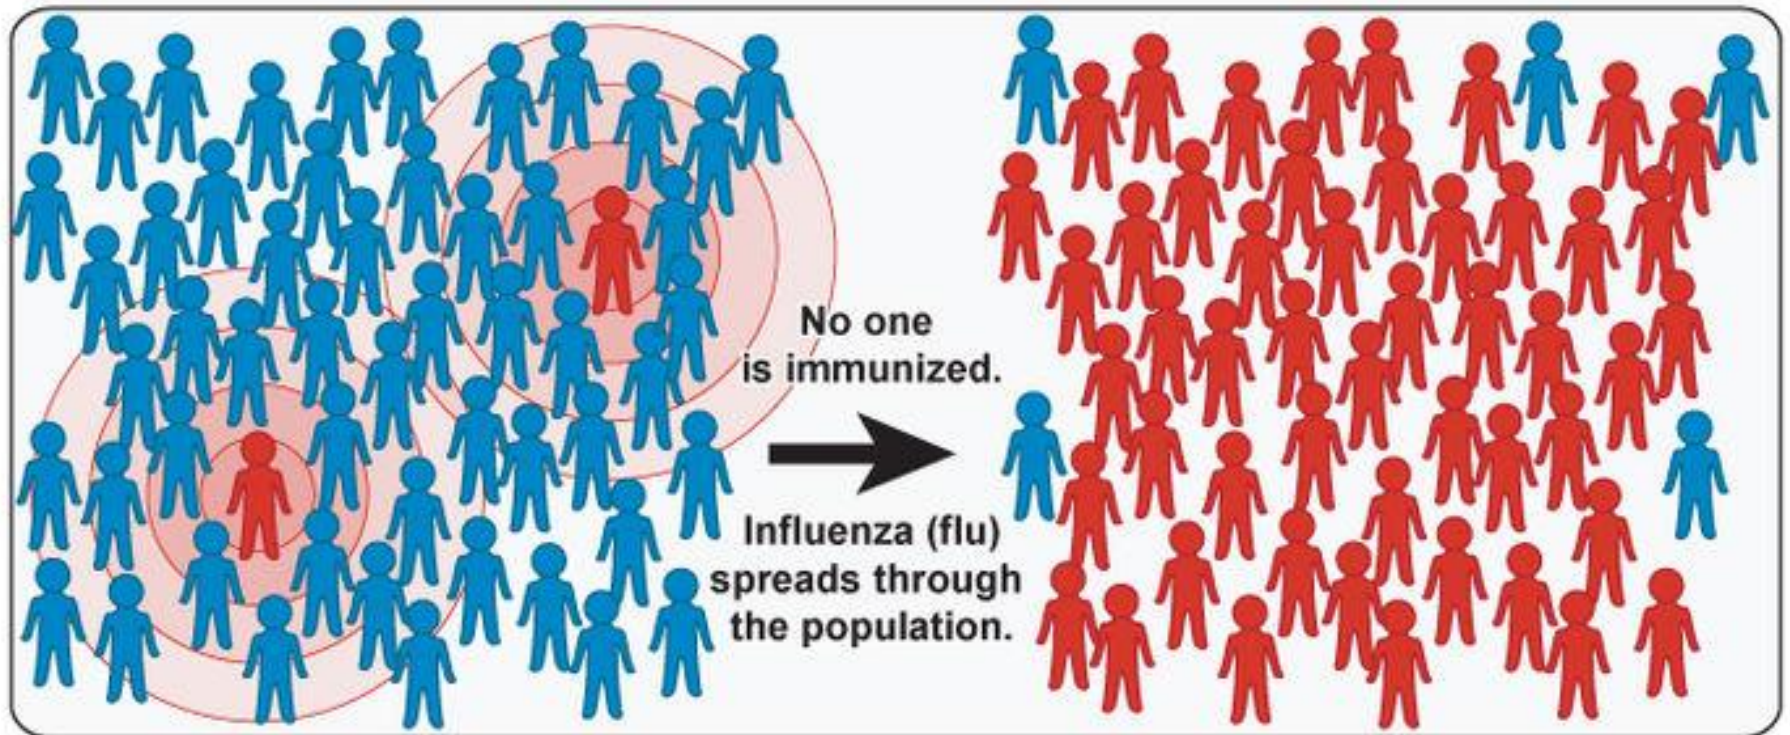 No one
is immunized.
Influenza (flu)
spreads through
the population.